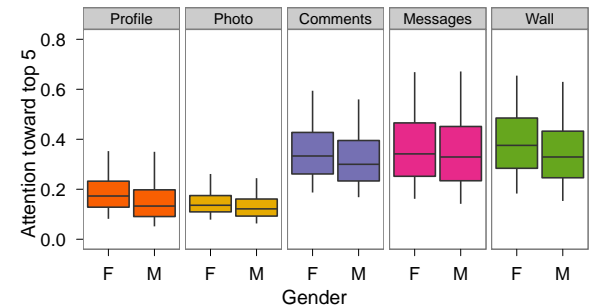 Profile Photo Comments Messages Wall
Attention toward top 5
0.8
0.6
0.4
0.2
0.0
F M F M F M F M F M
Gender